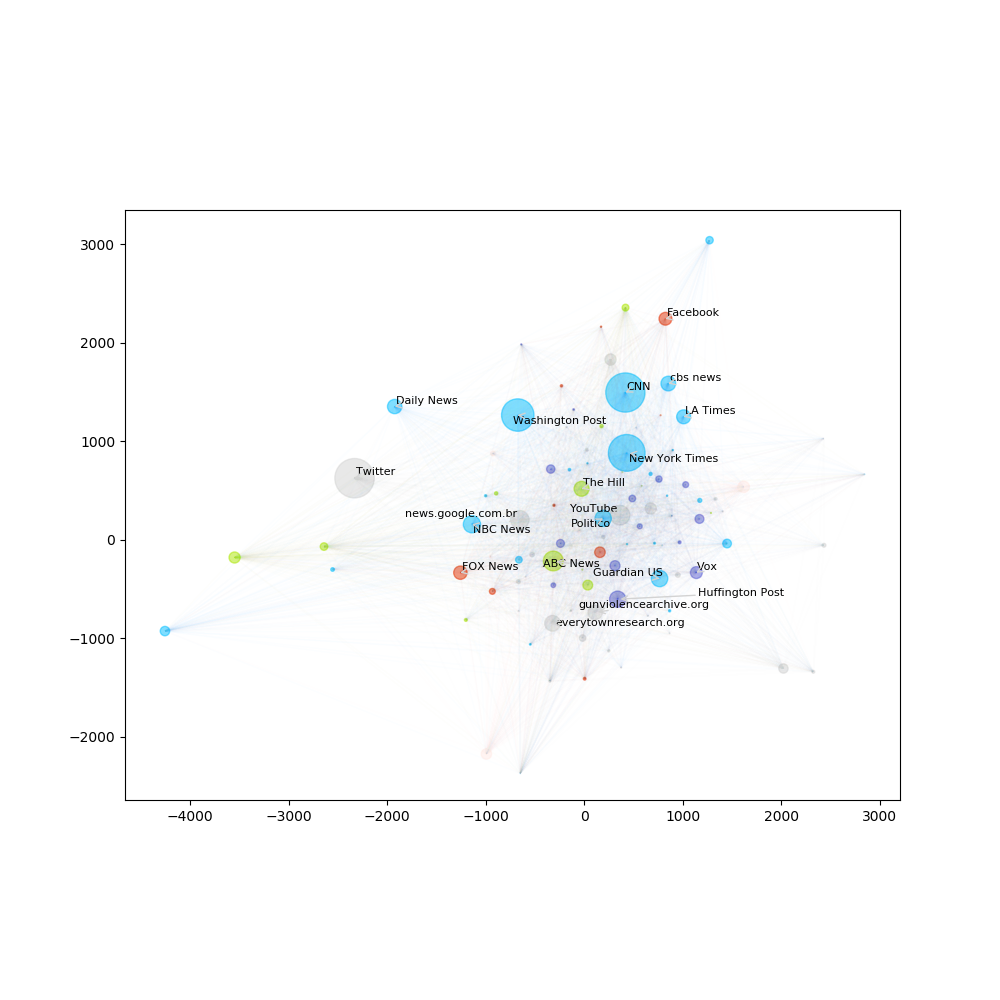 3000
Facebook
2000
cbs news
CNN
Daily News
LA Times
Washington Post
1000
New York Times
Twitter
The Hill
YouTube
news.google.com.br
Politico
NBC News
0
ABC News
FOX News
Vox
Guardian US
Huffington Post
gunviolencearchive.org
everytownresearch.org
−1000
−2000
−4000 −3000 −2000 −1000 0 1000 2000 3000